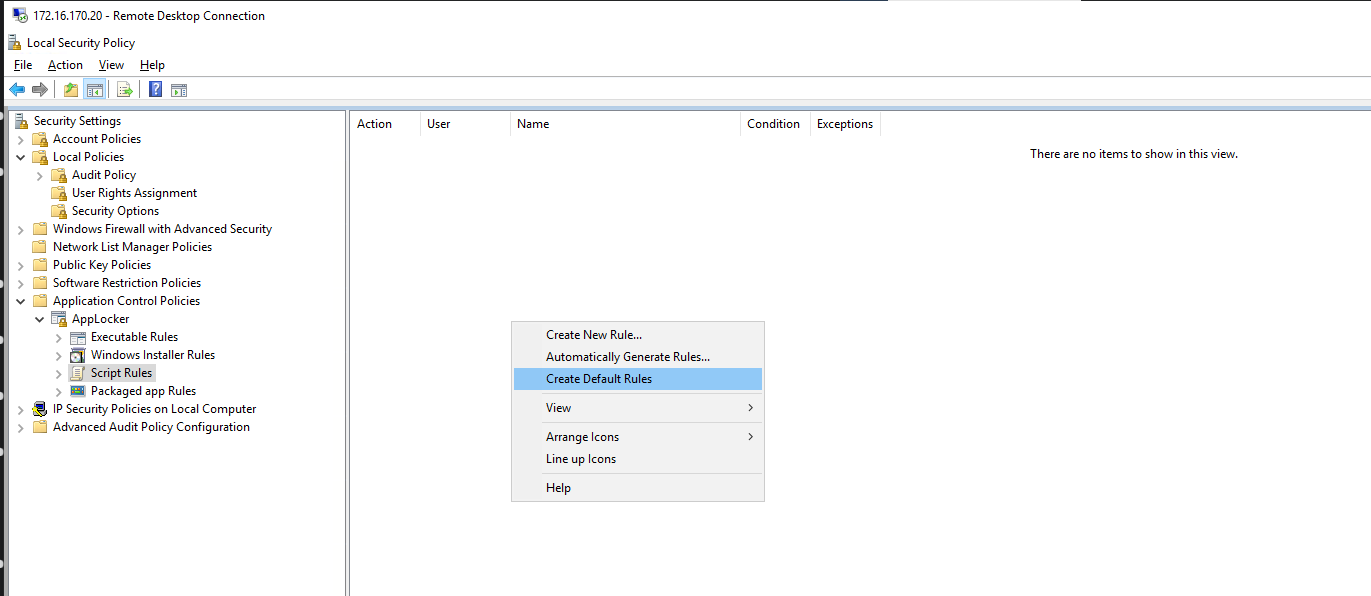 172.16.170.20 - Remote Desktop Connection
Local Security Policy
File Action View Help
Security Settings
Account Policies
Local Policies
Audit Policy
User Rights Assignment
Security Options
Windows Firewall with Advanced Security
Network List Manager Policies
Public Key Policies
Software Restriction Policies
Application Control Policies
AppLocker
Executable Rules
Windows Installer Rules
Script Rules
Packaged app Rules
IP Security Policies on Local Computer
Advanced Audit Policy Configuration
Action User Name Condition Exceptions
There are no items to show in this view.
Create New Rule...
Automatically Generate Rules...
Create Default Rules
View
Arrange Icons
Line up Icons
Help